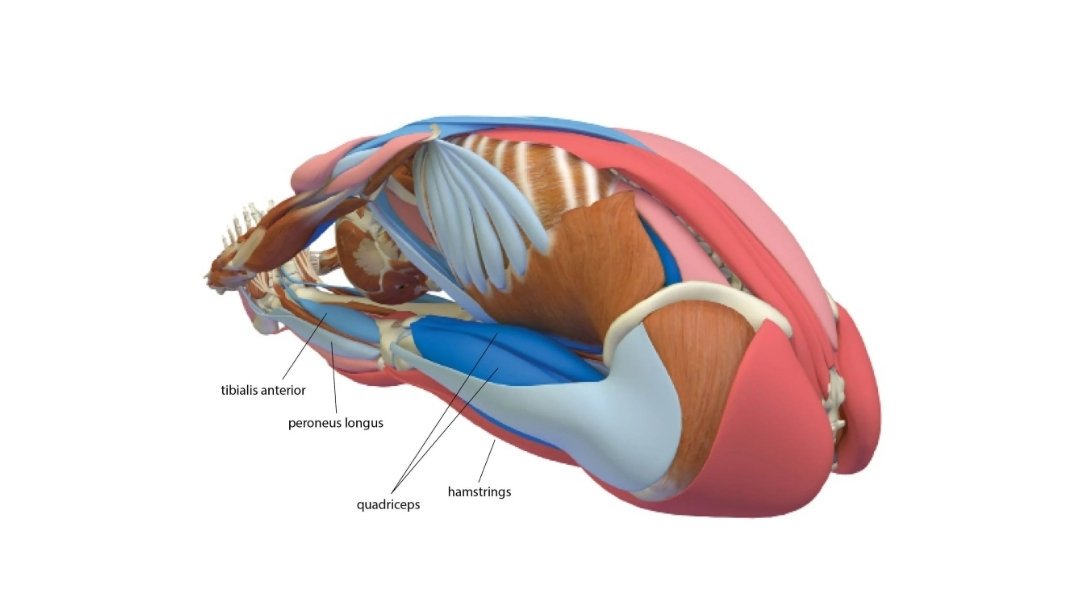 tibialis anterior
peroneus longus
hamstrings
quadriceps